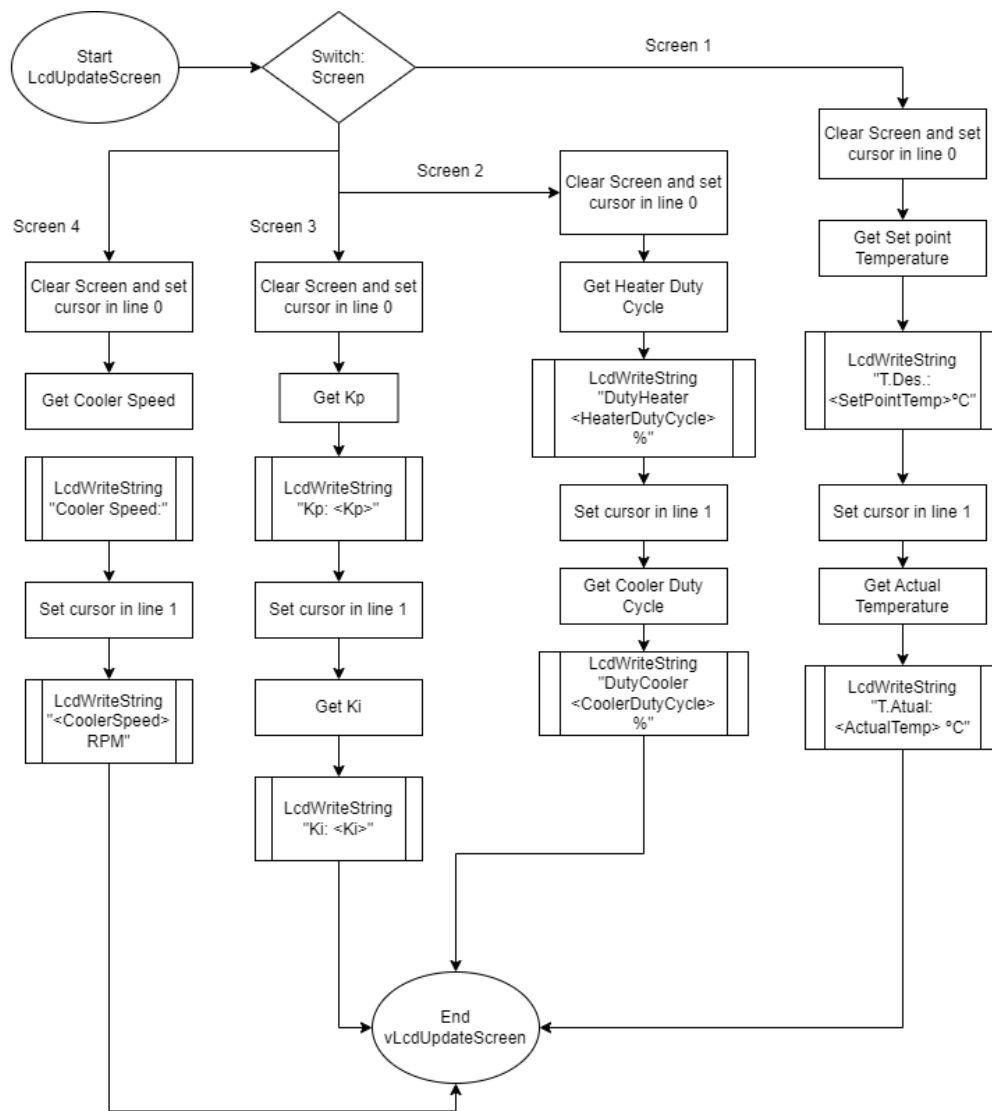 Start
LcdUpdateScreen
Switch:
Screen
Screen 1
Clear Screen and set
cursor in line 0
Get Set point
Temperature
LcdWriteString
"T.Des.:
<SetPointTemp>ºC"
Set cursor in line 1
Get Actual
Temperature
LcdWriteString
"T.Atual:
<ActualTemp> ºC"
Screen 2
Clear Screen and set
cursor in line 0
Get Heater Duty
Cycle
LcdWriteString
"DutyHeater
<HeaterDutyCycle>
%"
Set cursor in line 1
Get Cooler Duty
Cycle
LcdWriteString
"DutyCooler
<CoolerDutyCycle>
%"
Screen 3
Clear Screen and set
cursor in line 0
Get Kp
LcdWriteString
"Kp: <Kp>"
Set cursor in line 1
Get Ki
LcdWriteString
"Ki: <Ki>"
Screen 4
Clear Screen and set
cursor in line 0
Get Cooler Speed
LcdWriteString
"Cooler Speed:"
Set cursor in line 1
LcdWriteString
"<CoolerSpeed>
RPM"
End
vLcdUpdateScreen